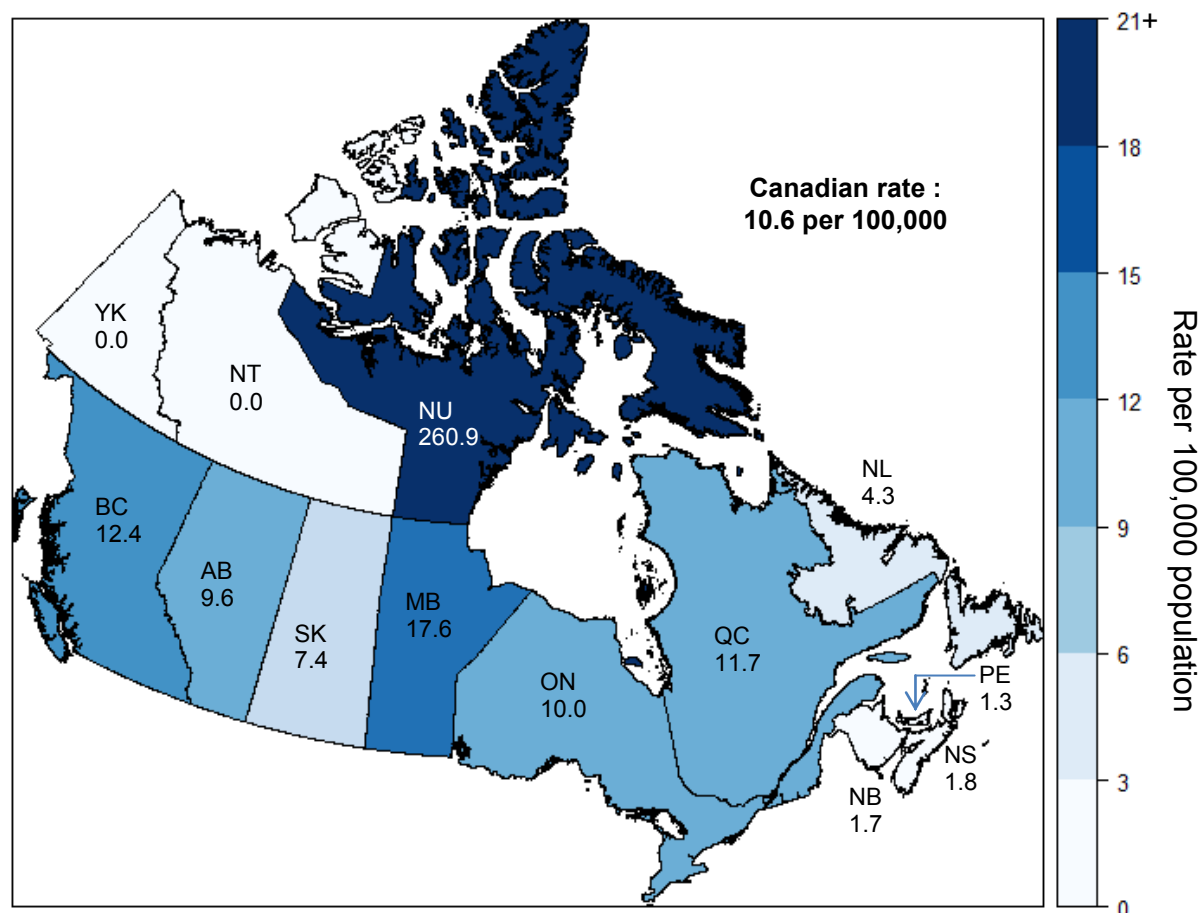 21+
18
15
12
9
6
3
0
Rate per 100,000 population
Canadian rate :
10.6 per 100,000
YK
0.0
NT
0.0
NU
260.9
NL
4.3
BC
12.4
AB
9.6
SK
7.4
MB
17.6
ON
10.0
QC
11.7
PE
1.3
NS
1.8
NB
1.7